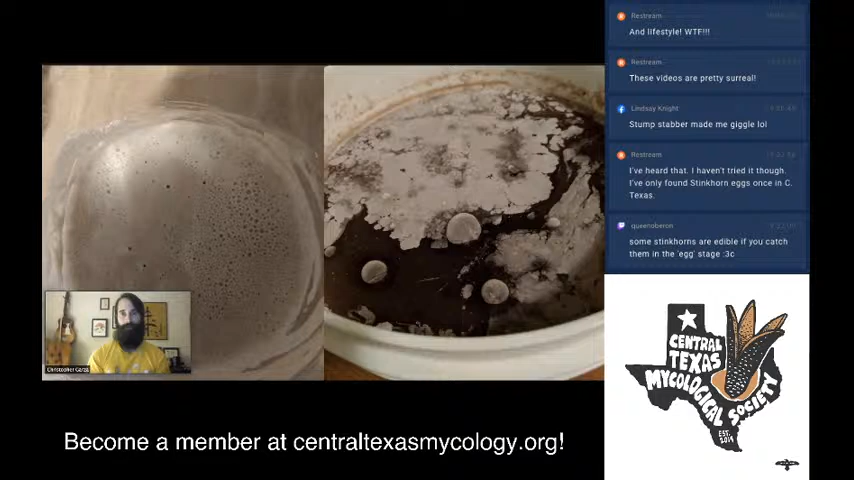 Restream
And lifestyle! WTF!!!
Restream
These videos are pretty surreal!
Lindsay Knight
Stump stabber made me giggle lol
Restream
I've heard that. I haven't tried it though.
I've only found Stinkhorn eggs once in C.
Texas.
queenoberon
some stinkhorns are edible if you catch
them in the 'egg' stage :3c
CENTRAL
TEXAS
MYCOLOGICAL
SOCIETY
EST.
2019
Become a member at centraltexasmycology.org!